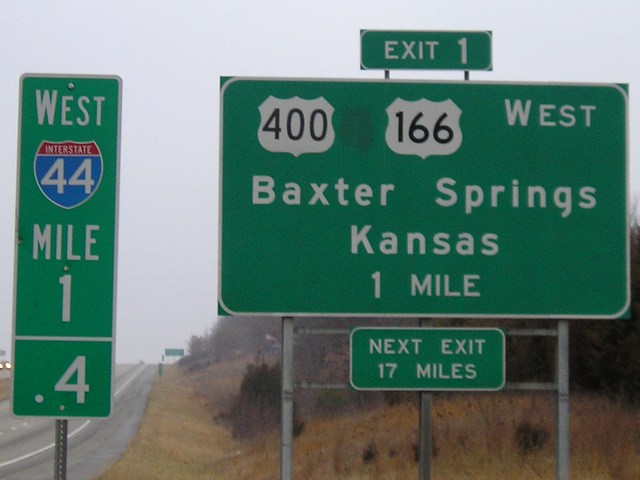 WEST
INTERSTATE
44
MILE
1
.4
EXIT 1
400 166 WEST
Baxter Springs
Kansas
1 MILE
NEXT EXIT
17 MILES